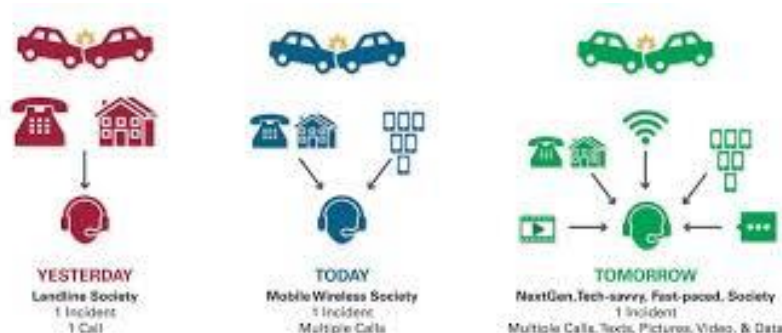 YESTERDAY
Landline Society
1 Incident
1 Call
TODAY
Mobile Wireless Society
1 Incident
Multiple Calls
TOMORROW
NextGen, Tech-savvy, Fast-paced, Society
1 Incident
Multiple Calls, Texts, Pictures, Video, & Data